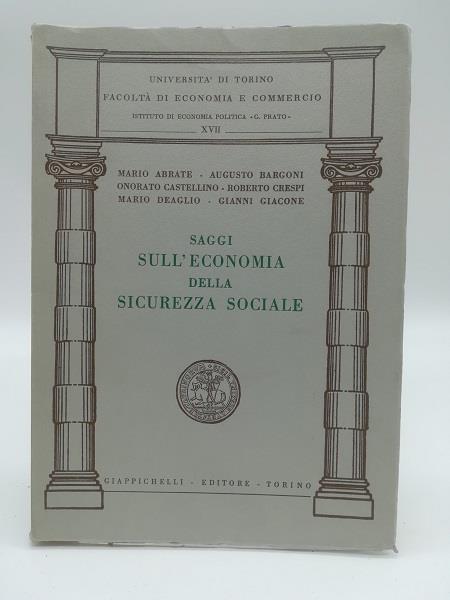 UNIVERSITA' DI TORINO
FACOLTÀ DI ECONOMIA E COMMERCIO
ISTITUTO DI ECONOMIA POLITICA «G. PRATO»
XVII
MARIO ABRATE - AUGUSTO BARGONI
ONORATO CASTELLINO - ROBERTO CRESPI
MARIO DEAGLIO - GIANNI GIACONE
SAGGI
SULL'ECONOMIA
DELLA
SICUREZZA SOCIALE
GIAPPICHELLI - EDITORE - TORINO